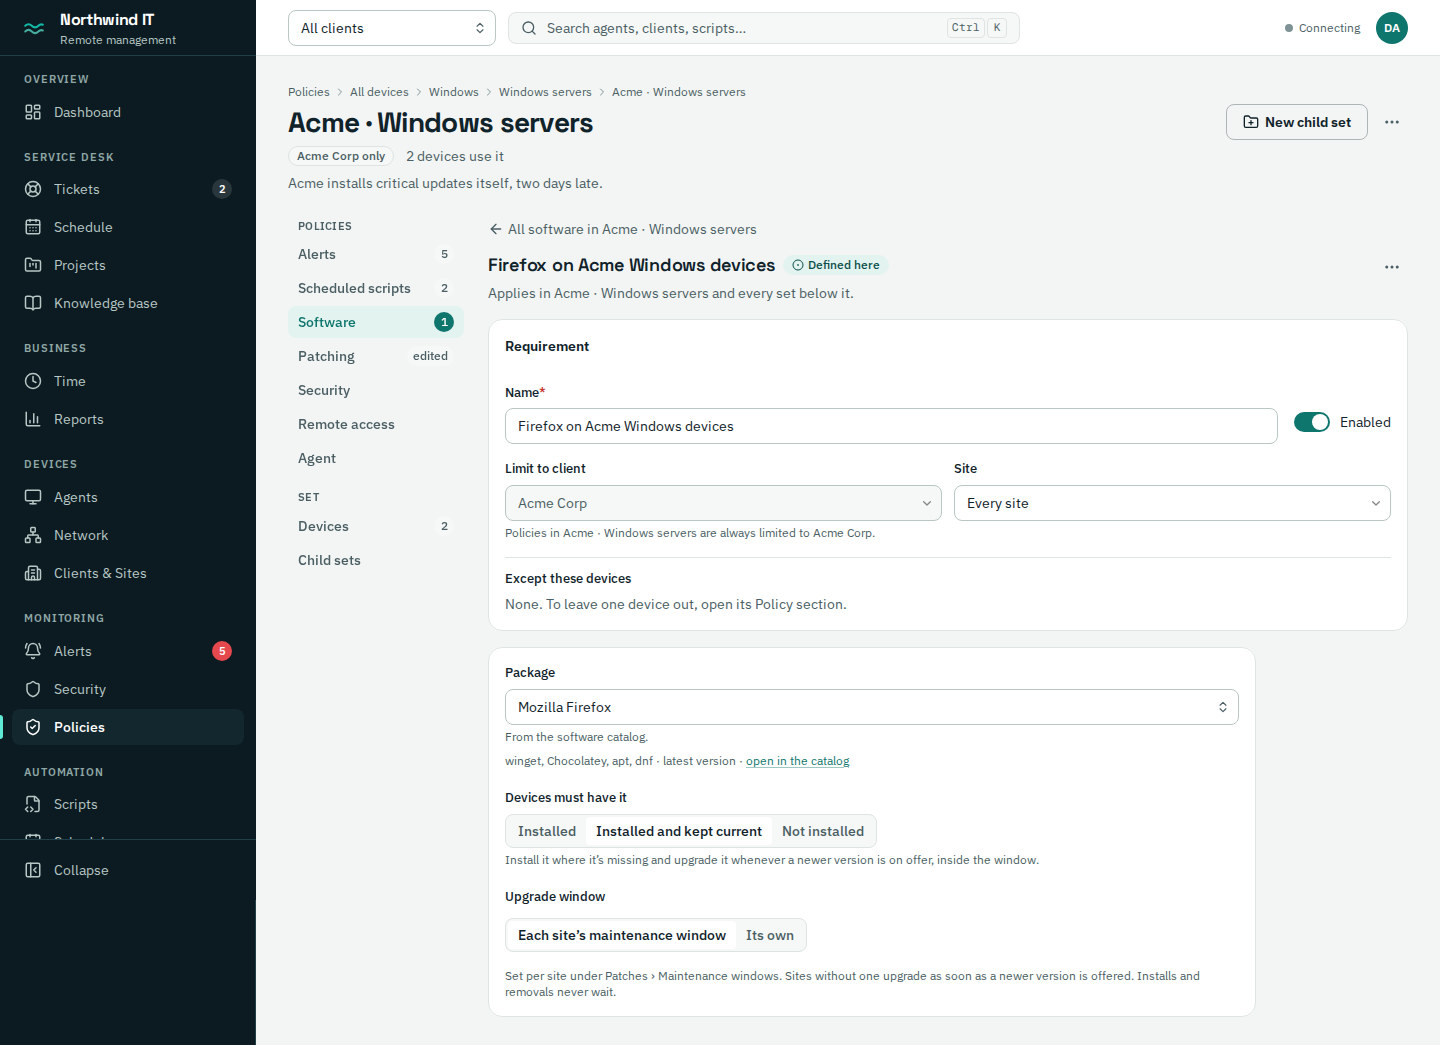 Northwind IT
Remote management
OVERVIEW
Dashboard
SERVICE DESK
Tickets 2
Schedule
Projects
Knowledge base
BUSINESS
Time
Reports
DEVICES
Agents
Network
Clients & Sites
MONITORING
Alerts 5
Security
Policies
AUTOMATION
Scripts
Collapse
All clients
Search agents, clients, scripts...
Ctrl K
Connecting
DA
Policies > All devices > Windows > Windows servers > Acme · Windows servers
Acme · Windows servers
New child set
Acme Corp only
2 devices use it
Acme installs critical updates itself, two days late.
POLICIES
Alerts 5
Scheduled scripts 2
Software 1
Patching edited
Security
Remote access
Agent
SET
Devices 2
Child sets
← All software in Acme · Windows servers
Firefox on Acme Windows devices
Defined here
Applies in Acme · Windows servers and every set below it.
Requirement
Name*
Firefox on Acme Windows devices
Enabled
Limit to client
Site
Acme Corp
Every site
Policies in Acme · Windows servers are always limited to Acme Corp.
Except these devices
None. To leave one device out, open its Policy section.
Package
Mozilla Firefox
From the software catalog.
winget, Chocolatey, apt, dnf · latest version · open in the catalog
Devices must have it
Installed Installed and kept current Not installed
Install it where it's missing and upgrade it whenever a newer version is on offer, inside the window.
Upgrade window
Each site's maintenance window Its own
Set per site under Patches › Maintenance windows. Sites without one upgrade as soon as a newer version is offered. Installs and
removals never wait.